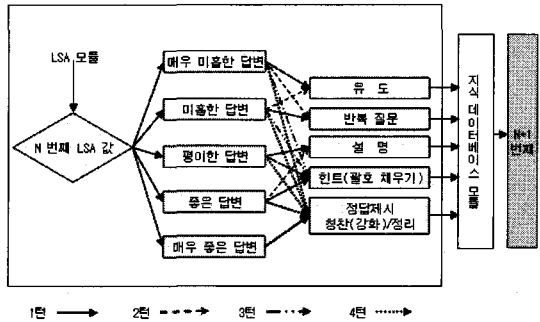 LSA 모듈
N 번째 LSA 값
매우 미흡한 답변
미흡한 답변
평이한 답변
좋은 답변
매우 좋은 답변
유 도
반복 질문
설 명
힌트(괄호 채우기)
정답제시
칭찬(강화)/정리
지식 데이터베이스 모듈
N+1
번째
1턴
2턴
3턴
4턴